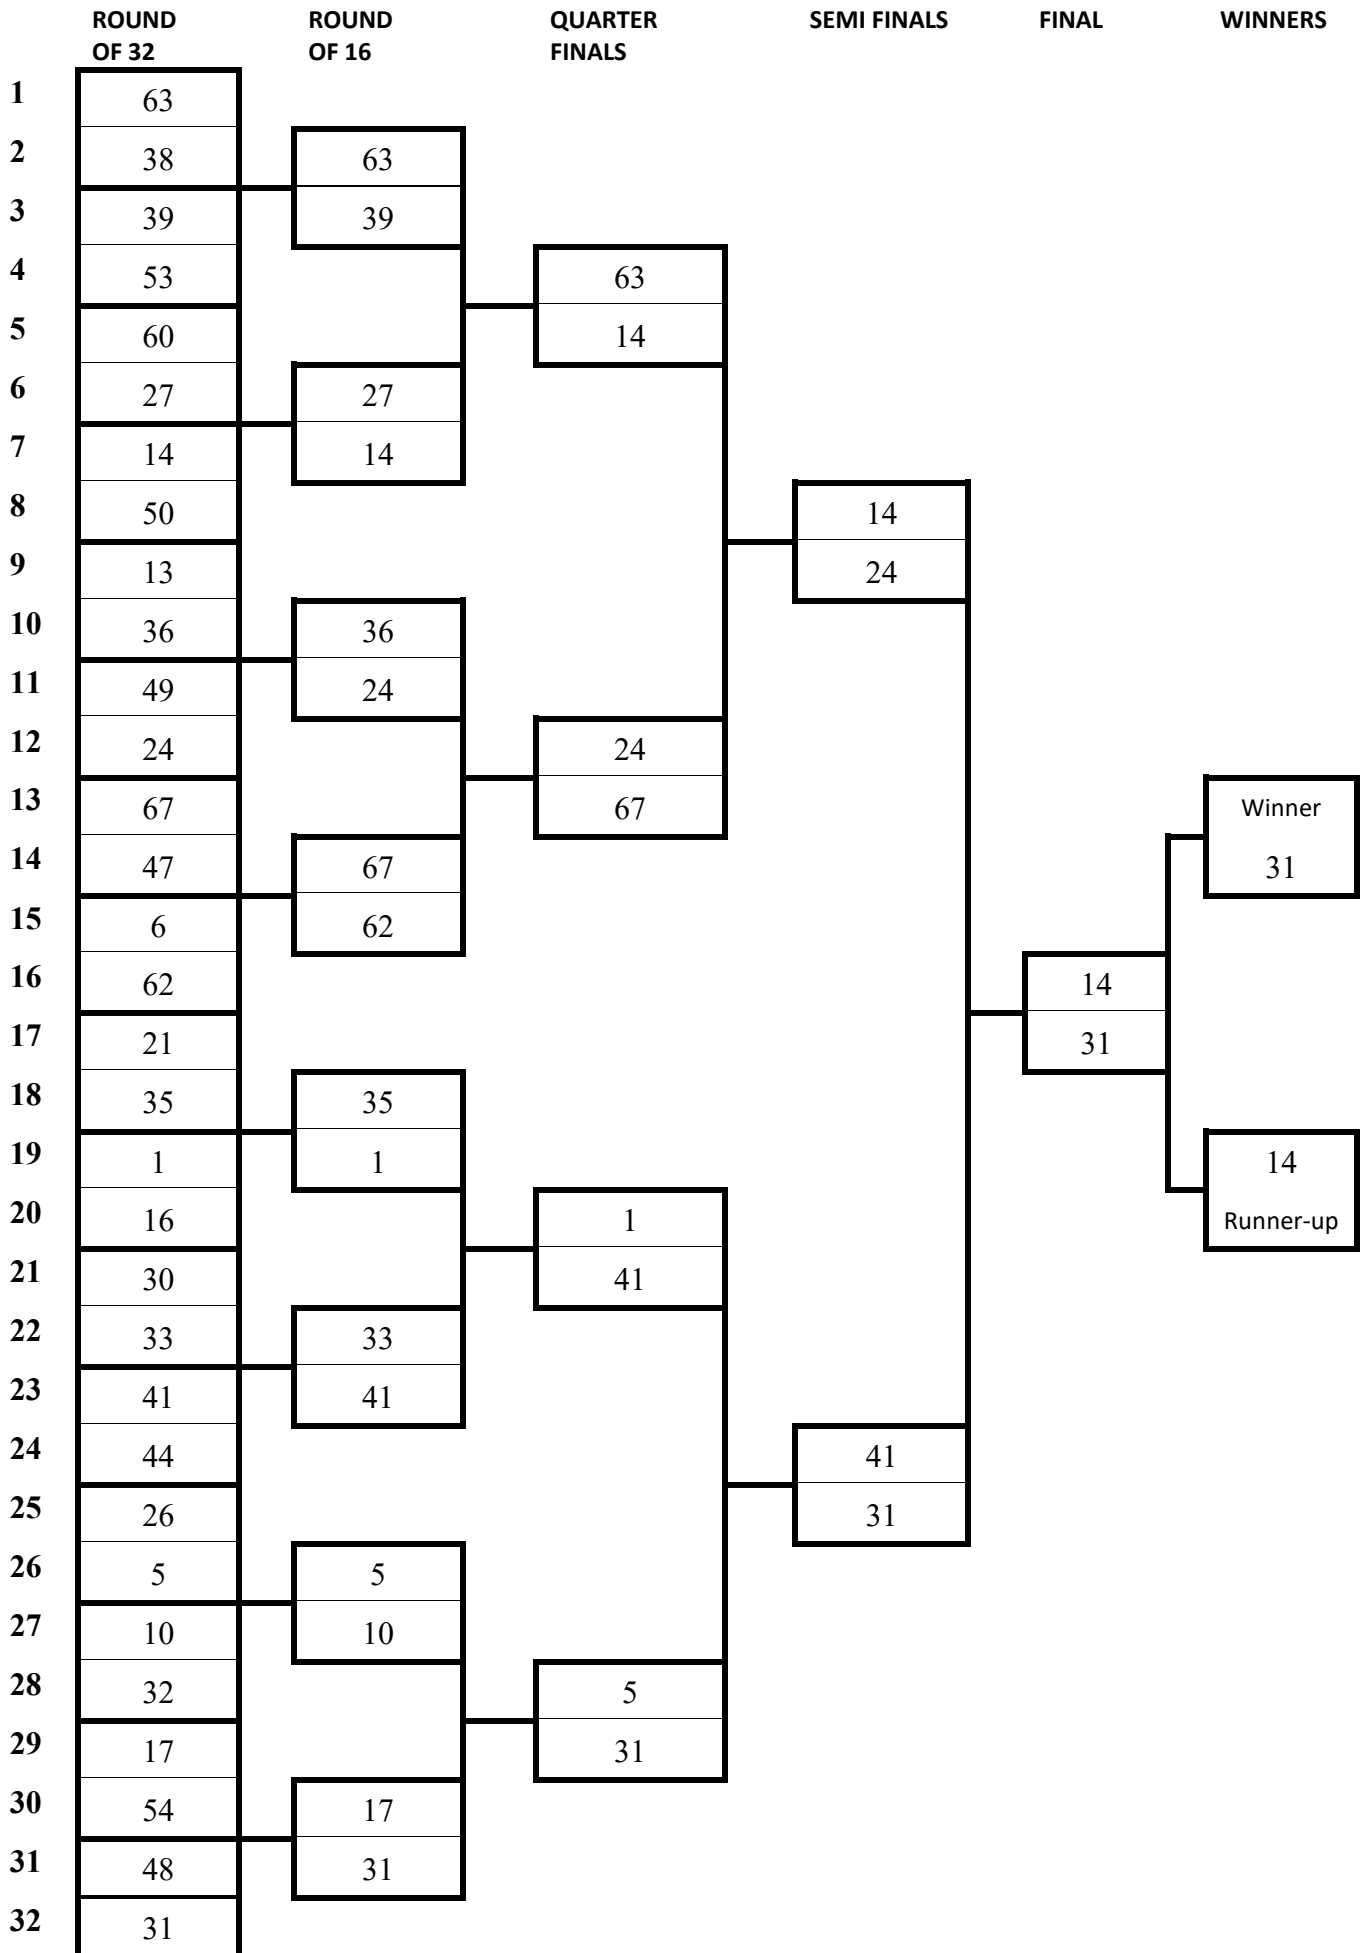 ROUND OF 32
ROUND OF 16
QUARTER FINALS
SEMI FINALS
FINAL
WINNERS
1 63
2 38 63
3 39 39
4 53 63
5 60 14
6 27 27
7 14 14
8 50 14
9 13 24
10 36 36
11 49 24
12 24 24
13 67 67 Winner
14 47 67 31
15 6 62
16 62 14
17 21 31
18 35 35
19 1 1 14
20 16 1 Runner-up
21 30 41
22 33 33
23 41 41
24 44 41
25 26 31
26 5 5
27 10 10
28 32 5
29 17 31
30 54 17
31 48 31
32 31